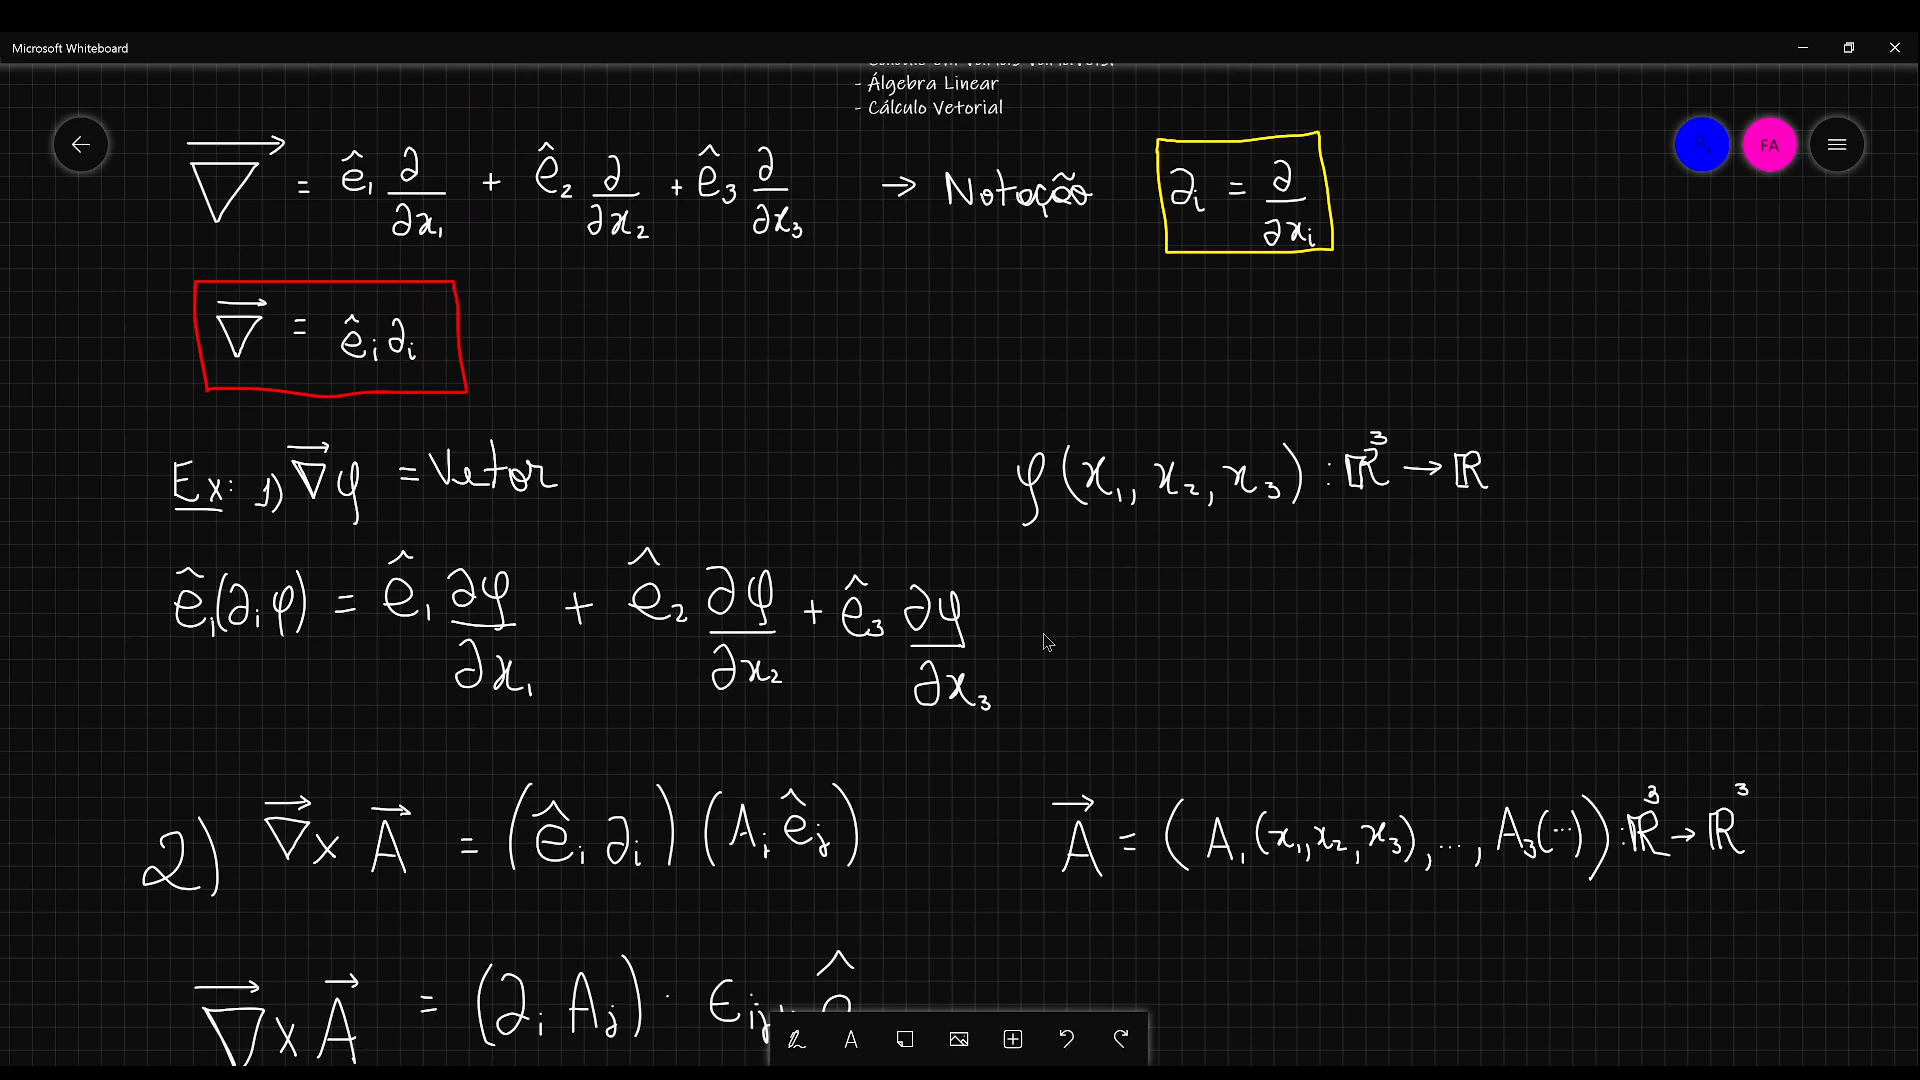 Microsoft Whiteboard
- Álgebra Linear
- Cálculo Vetorial
FA
∇⃗ = ê₁ ∂/∂x₁ + ê₂ ∂/∂x₂ + ê₃ ∂/∂x₃ → Notação ∂ᵢ = ∂/∂xᵢ
∇⃗ = êᵢ ∂ᵢ
Ex: 1) ∇⃗φ = Vetor φ(x₁, x₂, x₃) : ℝ³ → ℝ
êᵢ(∂ᵢφ) = ê₁ ∂φ/∂x₁ + ê₂ ∂φ/∂x₂ + ê₃ ∂φ/∂x₃
2) ∇⃗ x A⃗ = (êᵢ ∂ᵢ) (Aⱼ êⱼ) A⃗ = (A₁(x₁,x₂,x₃), ..., A₃(...)) : ℝ³ → ℝ³
∇⃗ x A⃗ = (∂ᵢ Aⱼ) · ϵᵢⱼ
A